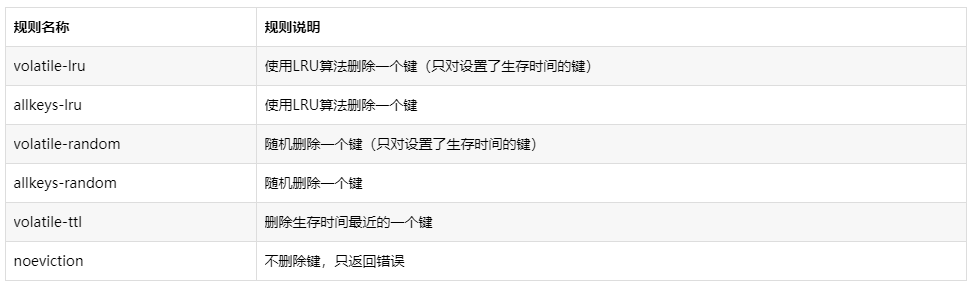 规则名称 规则说明
volatile-lru 使用LRU算法删除一个键（只对设置了生存时间的键）
allkeys-lru 使用LRU算法删除一个键
volatile-random 随机删除一个键（只对设置了生存时间的键）
allkeys-random 随机删除一个键
volatile-ttl 删除生存时间最近的一个键
noeviction 不删除键，只返回错误